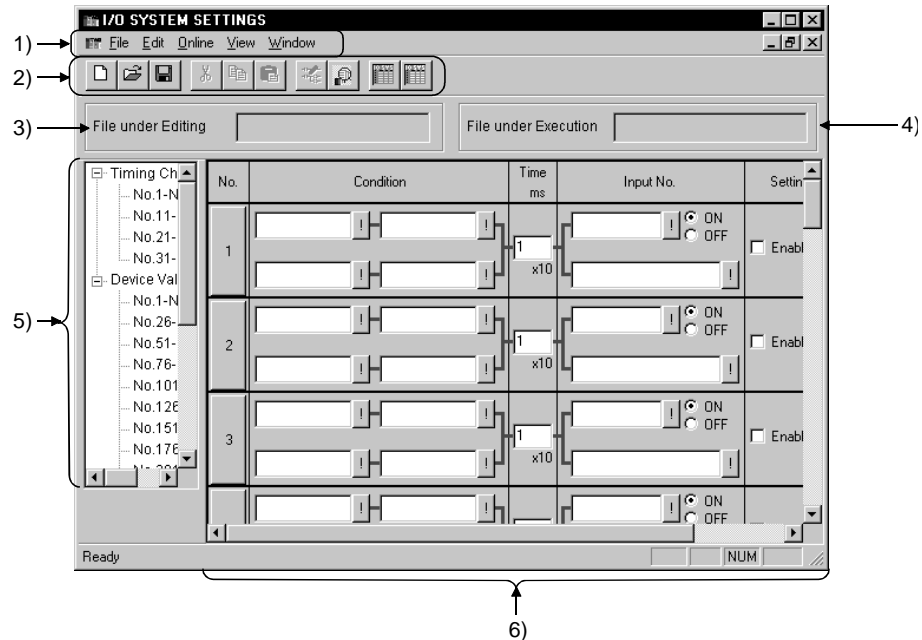 I/O SYSTEM SETTINGS
1)
File Edit Online View Window
2)
3)
File under Editing
File under Execution
4)
5)
Timing Ch
No.1-N
No.11-
No.21-
No.31-
Device Val
No.1-N
No.26-
No.51-
No.76-
No.101
No.126
No.151
No.176
No. Condition Time ms Input No. Settin
1 ! ! 1 x10 ! ON OFF Enabl
! ! !
2 ! ! 1 x10 ! ON OFF Enabl
! ! !
3 ! ! 1 x10 ! ON OFF Enabl
! ! !
! ! ! ON OFF
Ready
NUM
6)